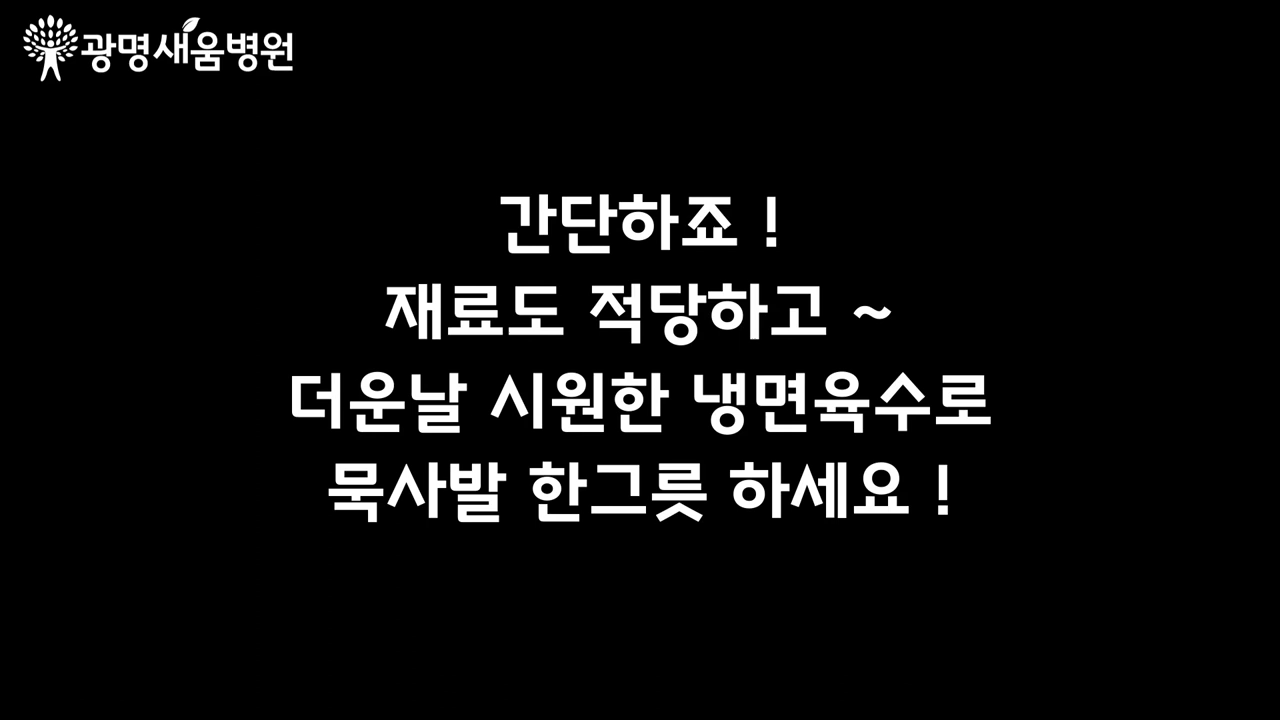 광명새움병원
간단하죠 !
재료도 적당하고 ~
더운날 시원한 냉면육수로
묵사발 한그릇 하세요 !